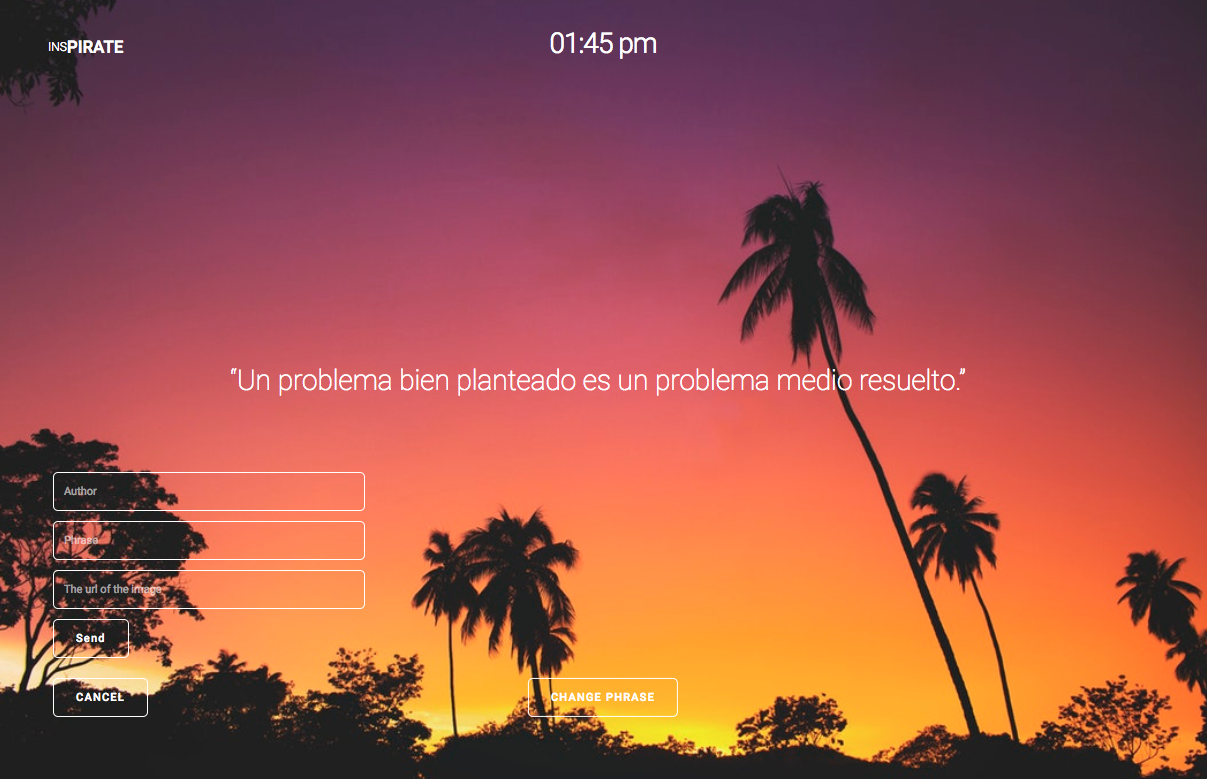 INSPIRATE
01:45 pm
“Un problema bien planteado es un problema medio resuelto.”
Author
Phrase
The url of the image
Send
CANCEL
CHANGE PHRASE